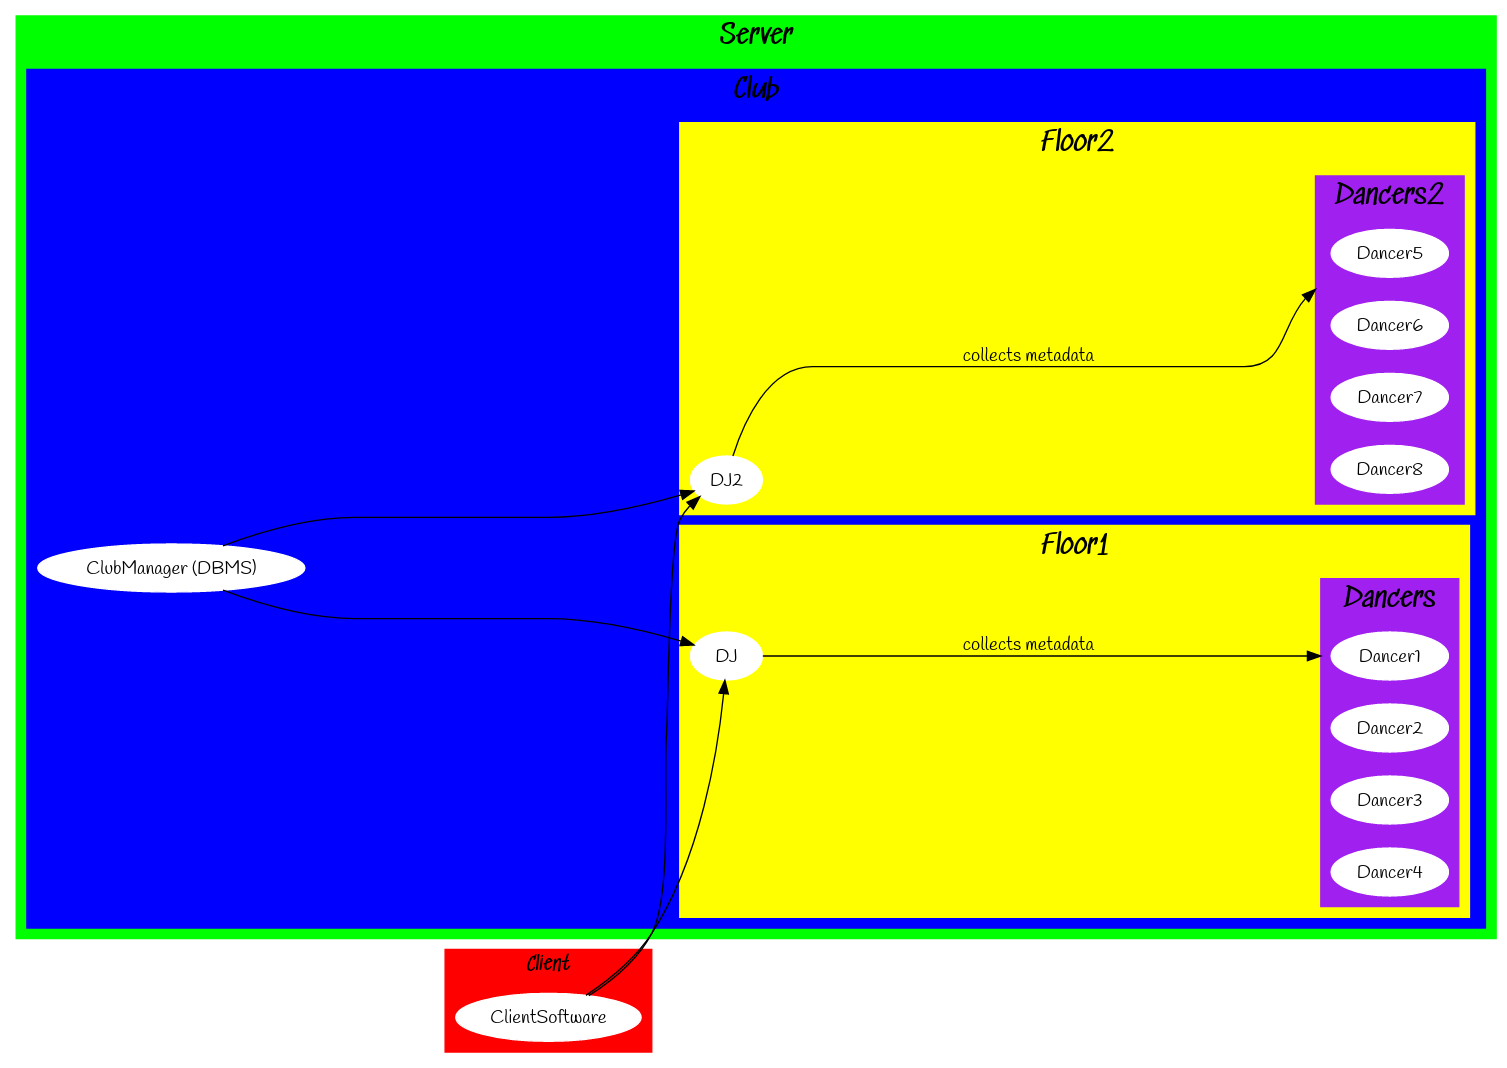 Server
Club
Floor2
Dancers2
Dancer5
Dancer6
collects metadata
Dancer7
Dancer8
DJ2
ClubManager (DBMS)
Floor1
Dancers
DJ
collects metadata
Dancer1
Dancer2
Dancer3
Dancer4
Client
ClientSoftware